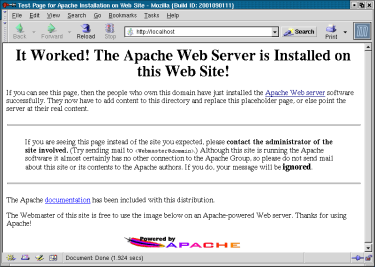 Test Page for Apache Installation on Web Site - Mozilla {Build ID: 2001090111}
File Edit View Search Go Bookmarks Tasks Help
Back Forward Reload Stop http://localhost Search Print
It Worked! The Apache Web Server is Installed on
this Web Site!
If you can see this page, then the people who own this domain have just installed the Apache Web server software
successfully. They now have to add content to this directory and replace this placeholder page, or else point the
server at their real content.
If you are seeing this page instead of the site you expected, please contact the administrator of the
site involved. (Try sending mail to <Webmaster@domain>.) Although this site is running the Apache
software it almost certainly has no other connection to the Apache Group, so please do not send mail
about this site or its contents to the Apache authors. If you do, your message will be ignored.
The Apache documentation has been included with this distribution.
The Webmaster of this site is free to use the image below on an Apache-powered Web server. Thanks for using
Apache!
Powered by
APACHE
Document: Done (1.924 secs)